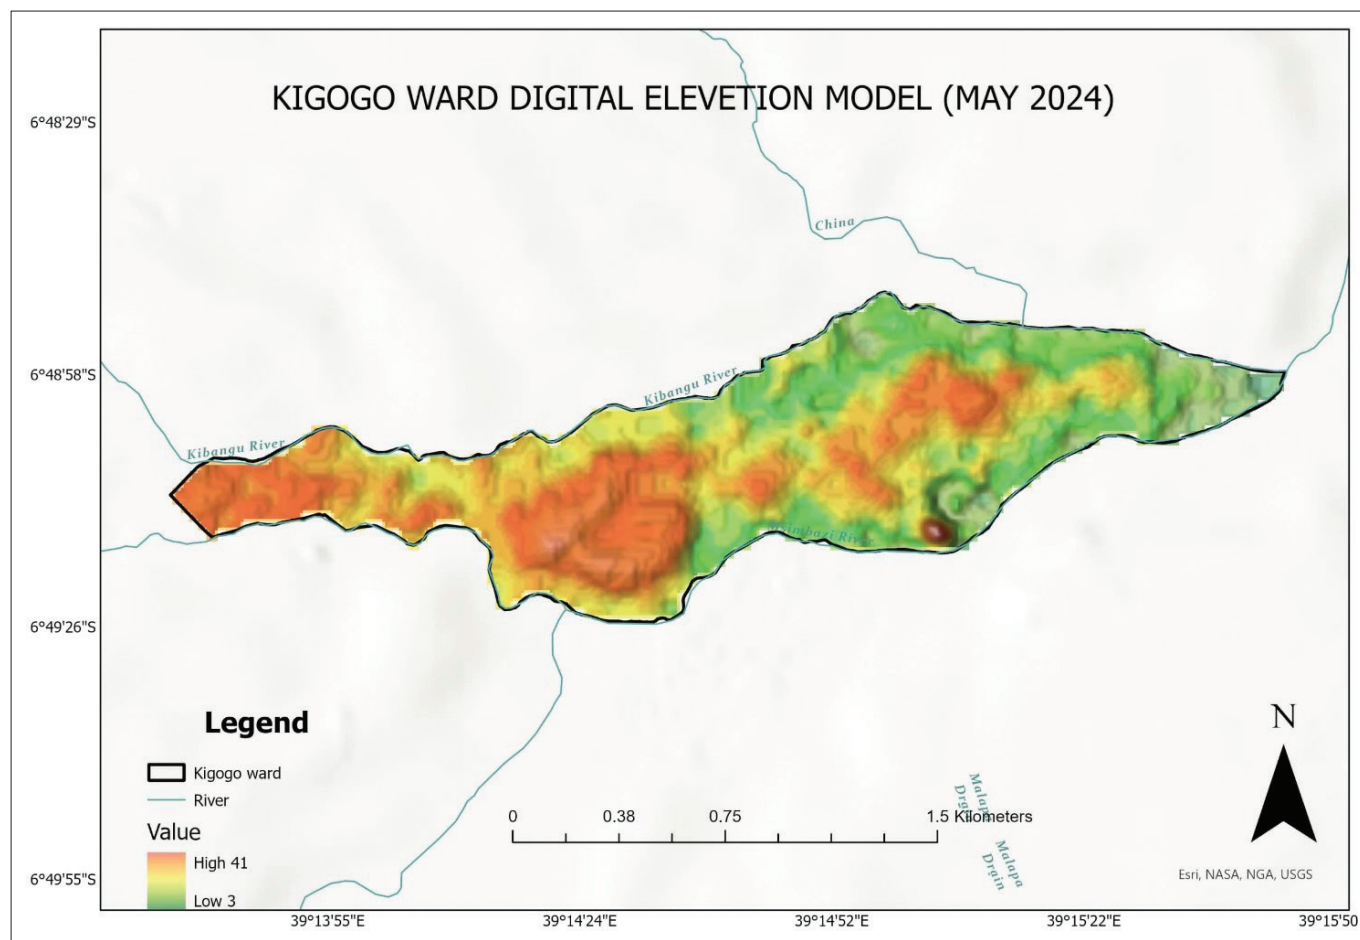 KIGOGO WARD DIGITAL ELEVETION MODEL (MAY 2024)
6°48'29"S
China
6°48'58"S
Kibangu River
Kibangu River
Msimbazi River
6°49'26"S
Legend
Kigogo ward
River
Value
High 41
Low 3
0
0.38
0.75
1.5 Kilometers
Malapa
Drain
Malapa
Drain
N
Esri, NASA, NGA, USGS
6°49'55"S
39°13'55"E
39°14'24"E
39°14'52"E
39°15'22"E
39°15'50